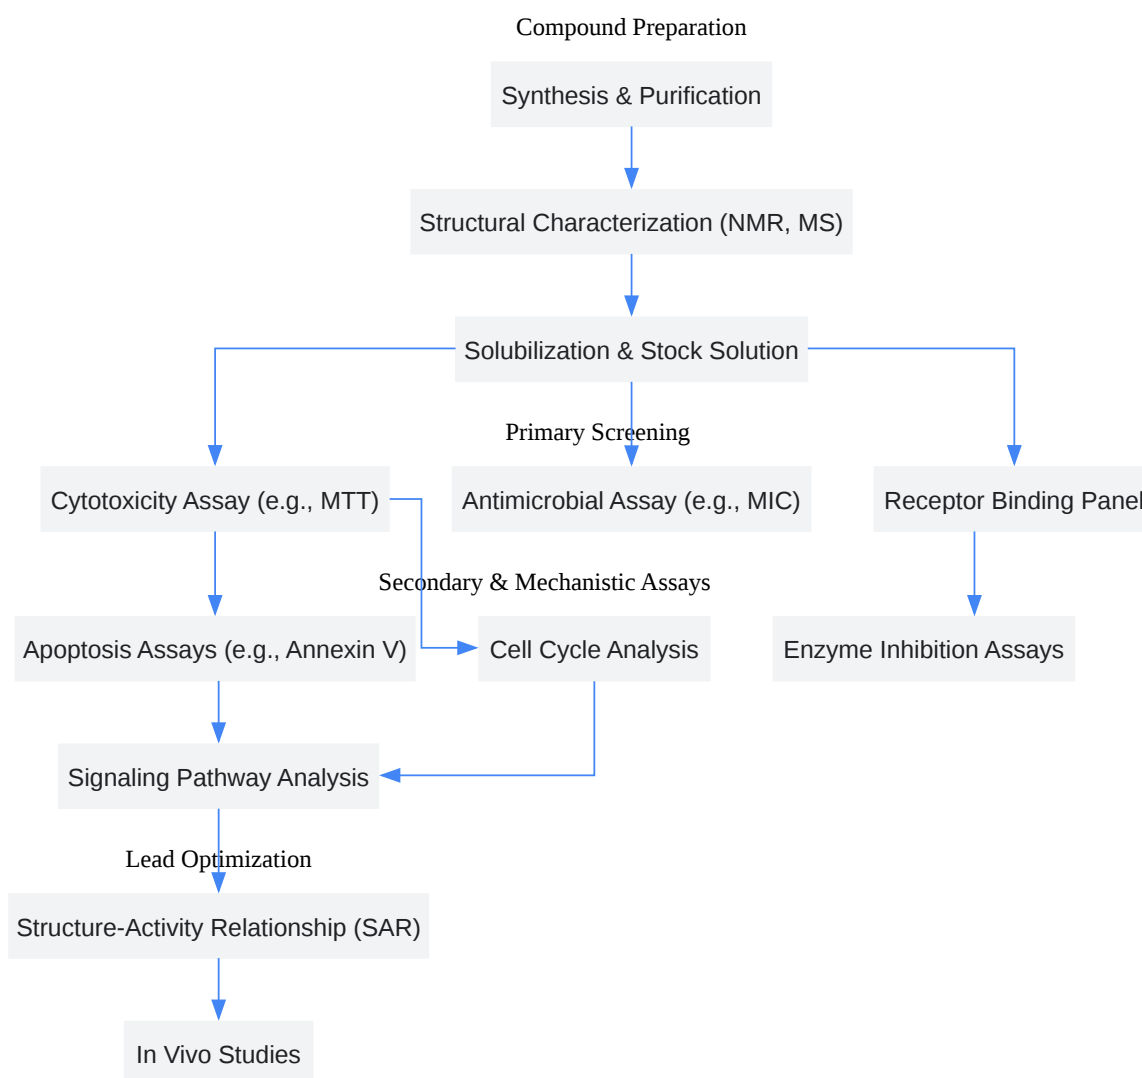 Compound Preparation
Synthesis & Purification
Structural Characterization (NMR, MS)
Solubilization & Stock Solution
Primary Screening
Cytotoxicity Assay (e.g., MTT)
Antimicrobial Assay (e.g., MIC)
Receptor Binding Panel
Secondary & Mechanistic Assays
Apoptosis Assays (e.g., Annexin V)
Cell Cycle Analysis
Enzyme Inhibition Assays
Signaling Pathway Analysis
Lead Optimization
Structure-Activity Relationship (SAR)
In Vivo Studies